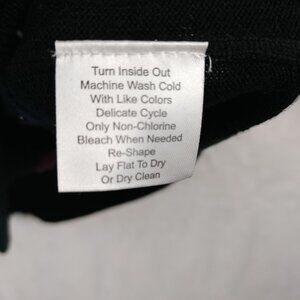 Turn Inside Out
Machine Wash Cold
With Like Colors
Delicate Cycle
Only Non-Chlorine
Bleach When Needed
Re-Shape
Lay Flat To Dry
Or Dry Clean